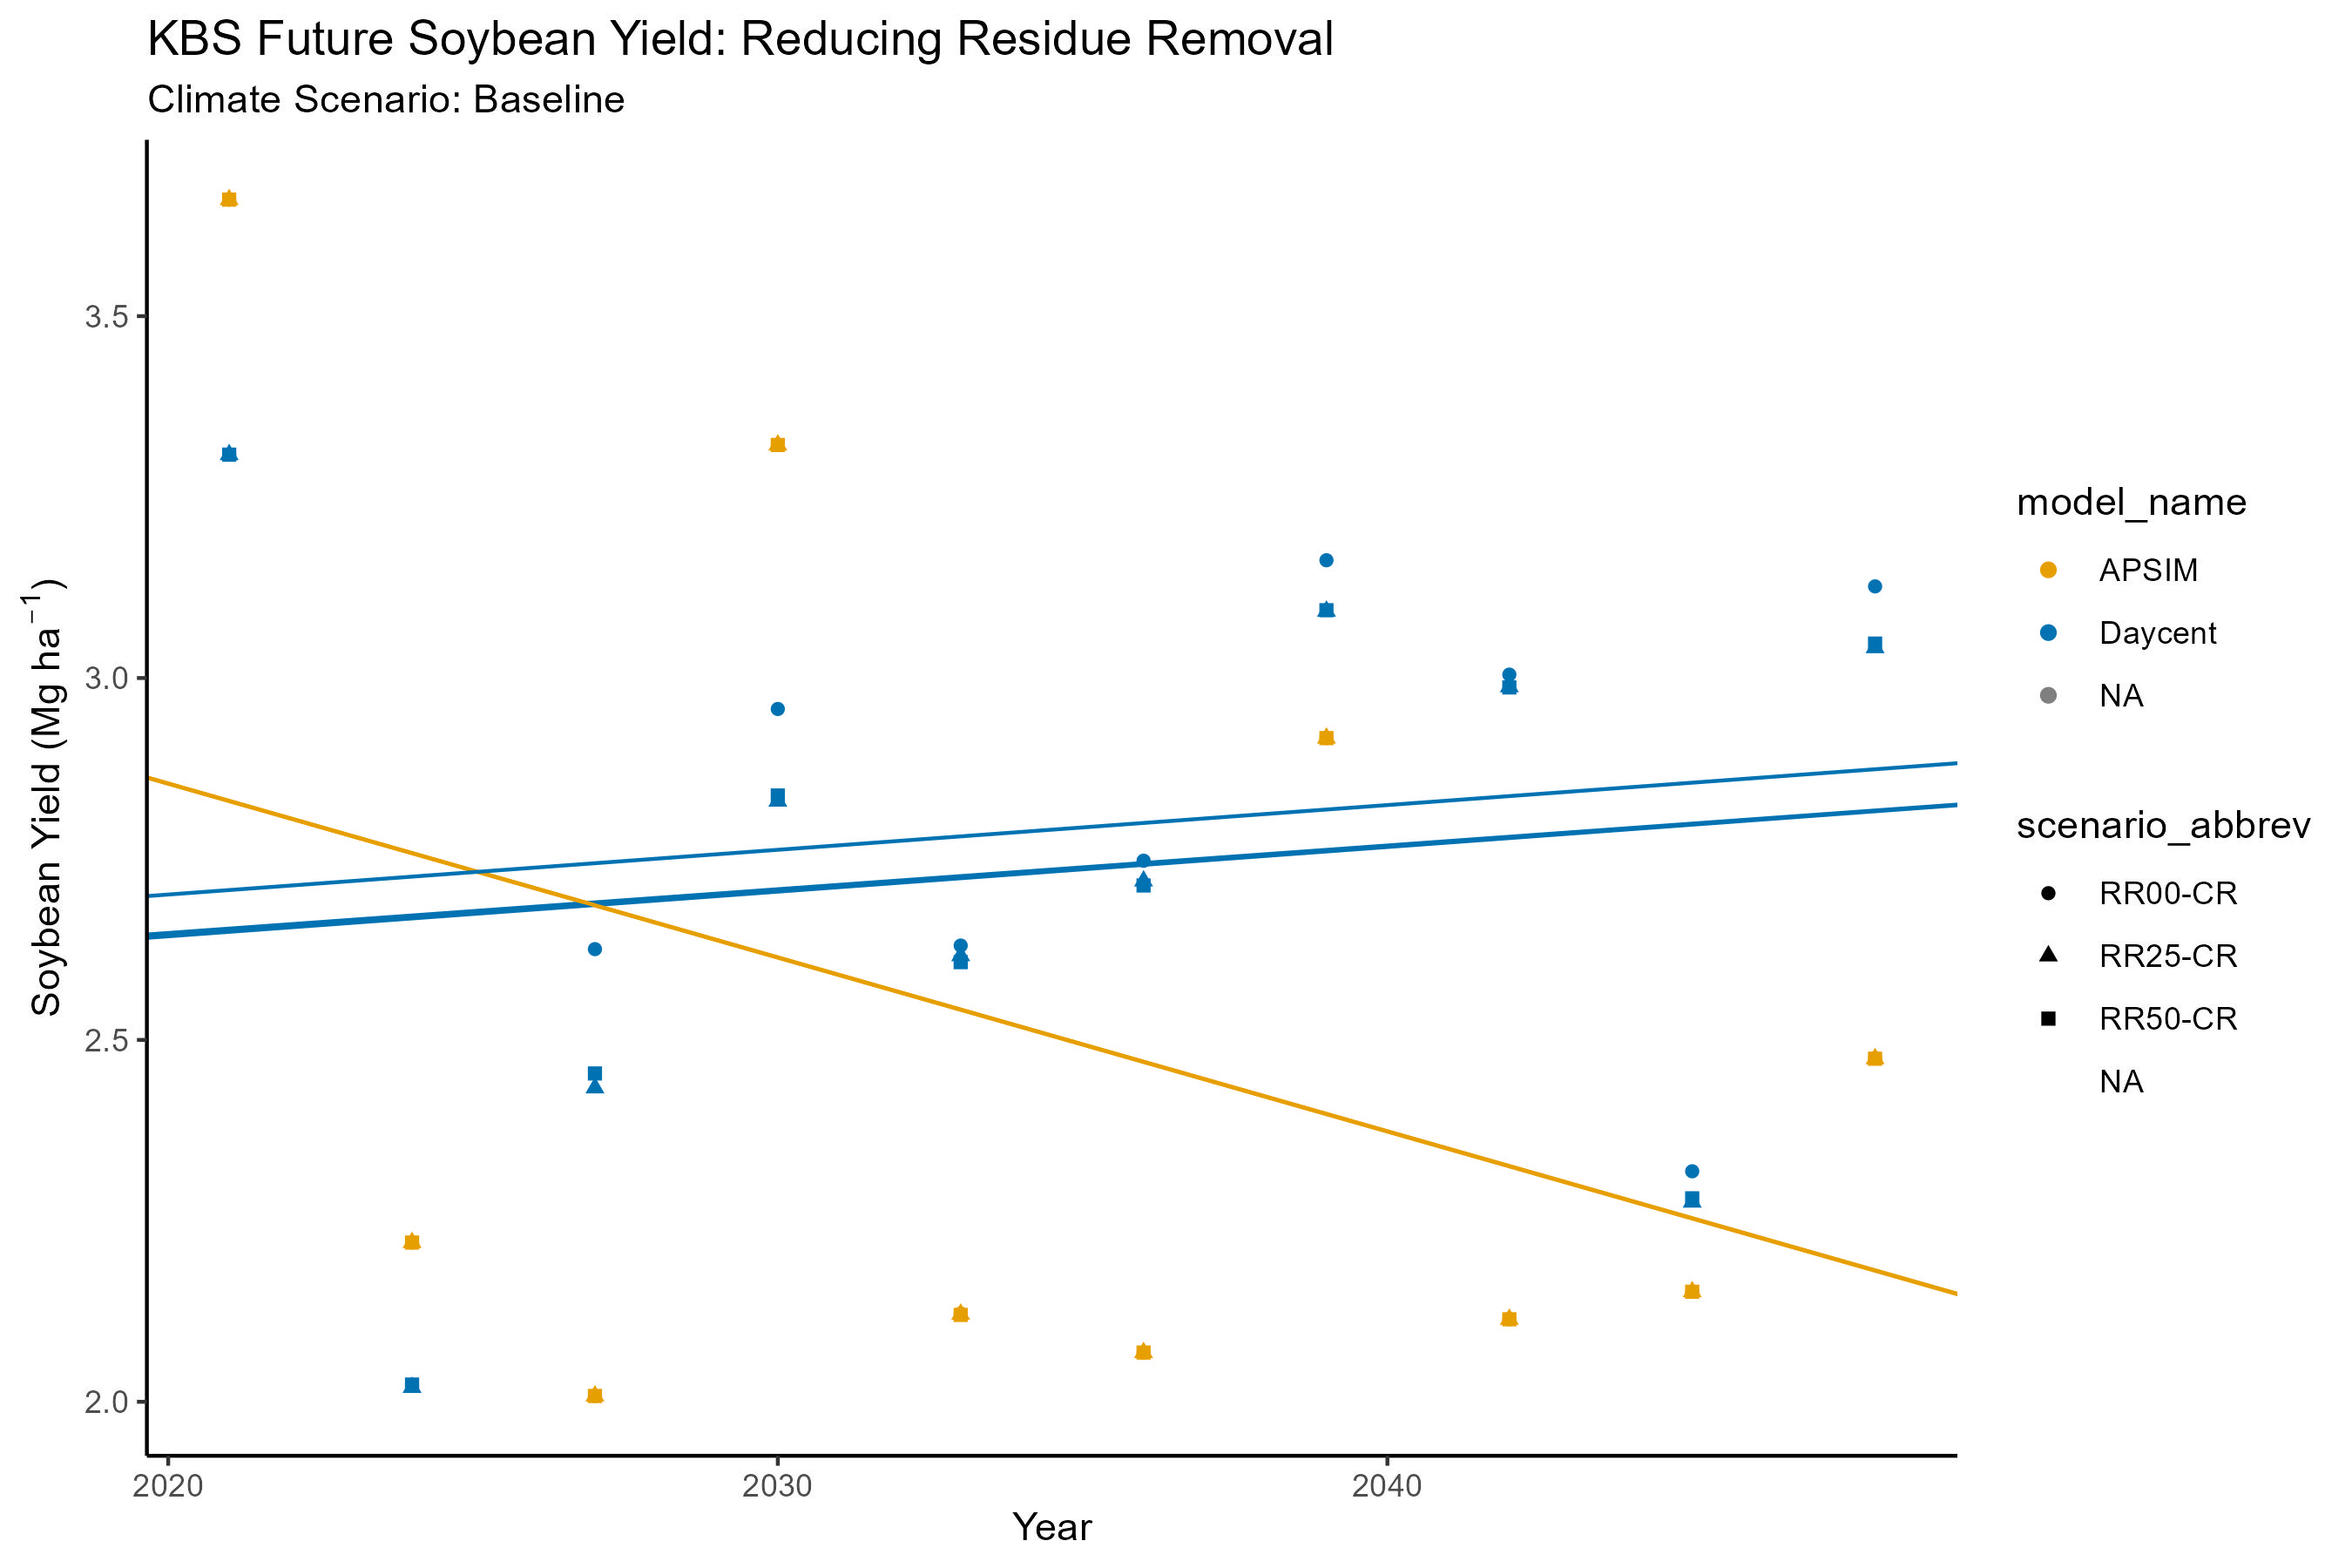 KBS Future Soybean Yield: Reducing Residue Removal
Climate Scenario: Baseline
Soybean Yield (Mg ha⁻¹)
3.5
3.0
2.5
2.0
2020
2030
2040
Year
model_name
APSIM
Daycent
NA
scenario_abbrev
RR00-CR
RR25-CR
RR50-CR
NA